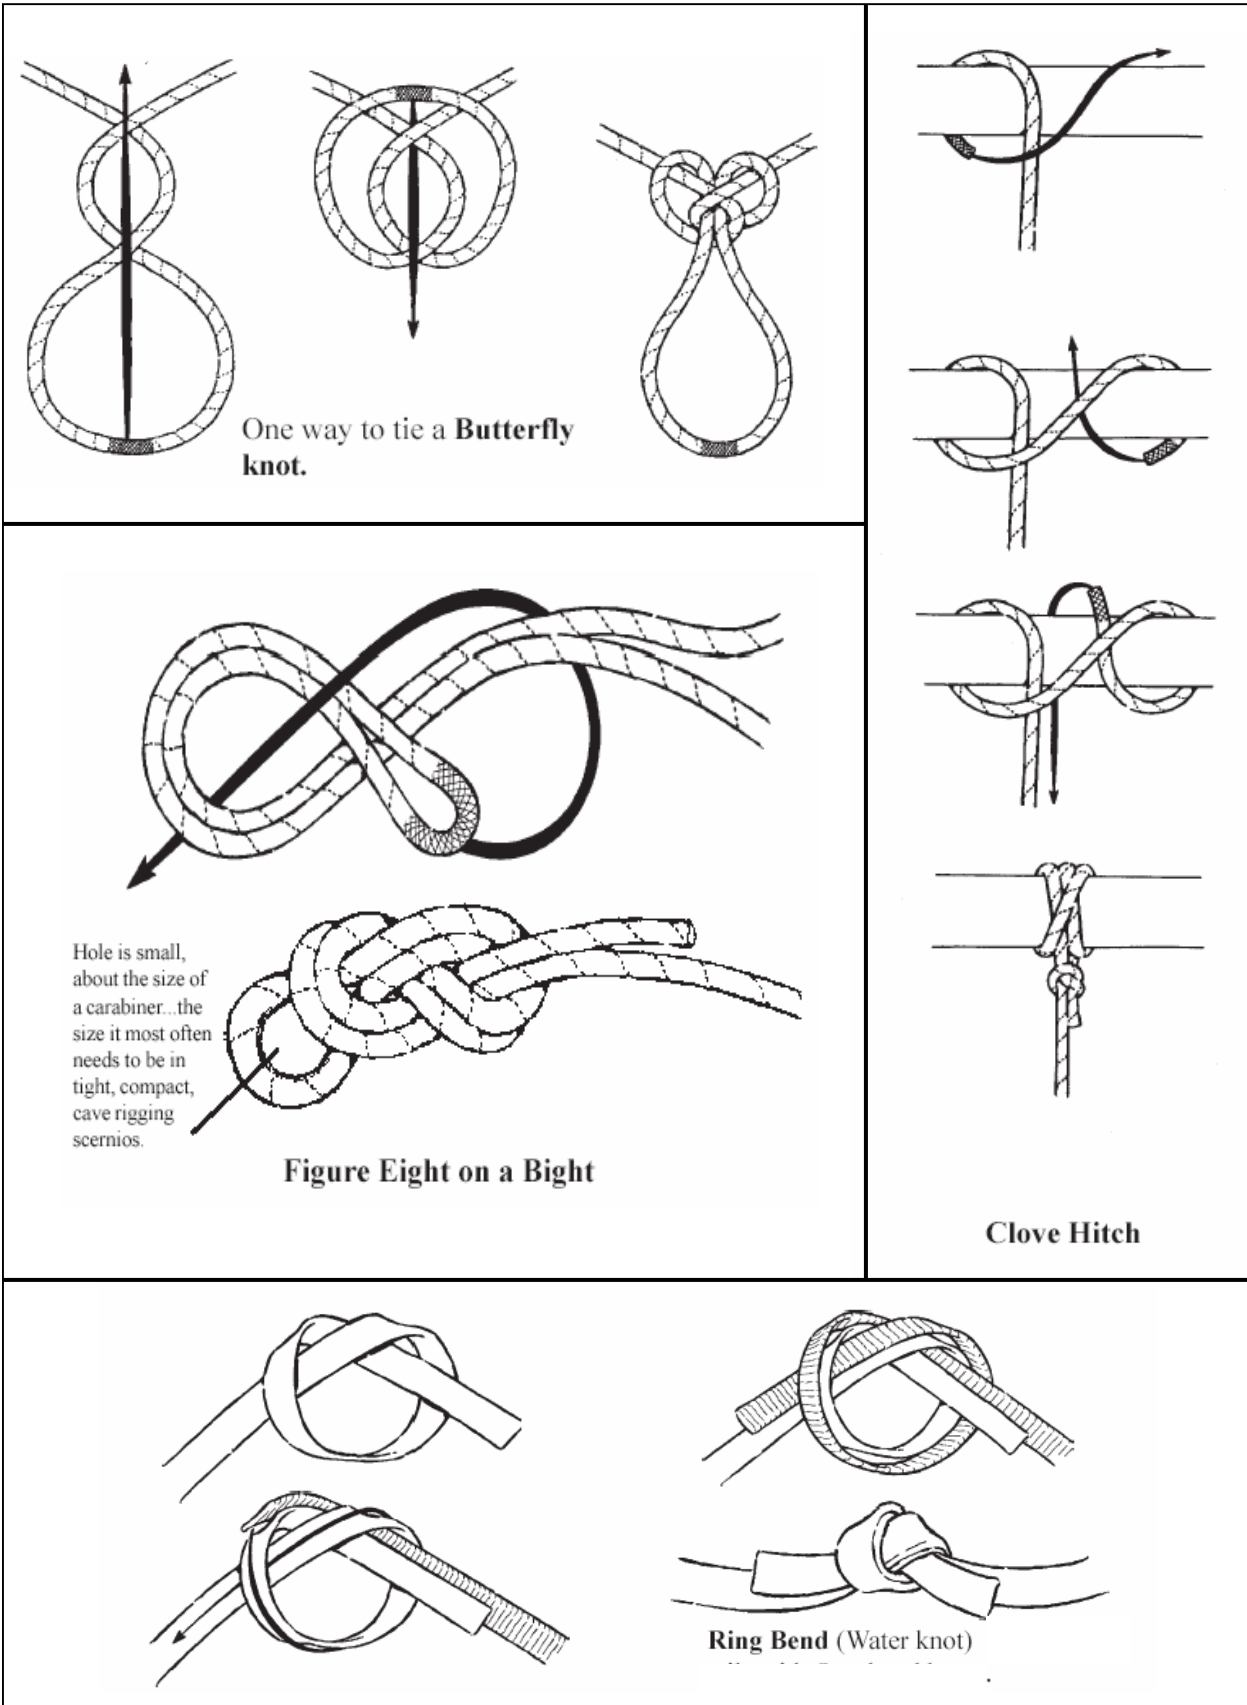 One way to tie a Butterfly
knot.
Hole is small,
about the size of
a carabiner...the
size it most often
needs to be in
tight, compact,
cave rigging
scernios.
Figure Eight on a Bight
Clove Hitch
Ring Bend (Water knot)